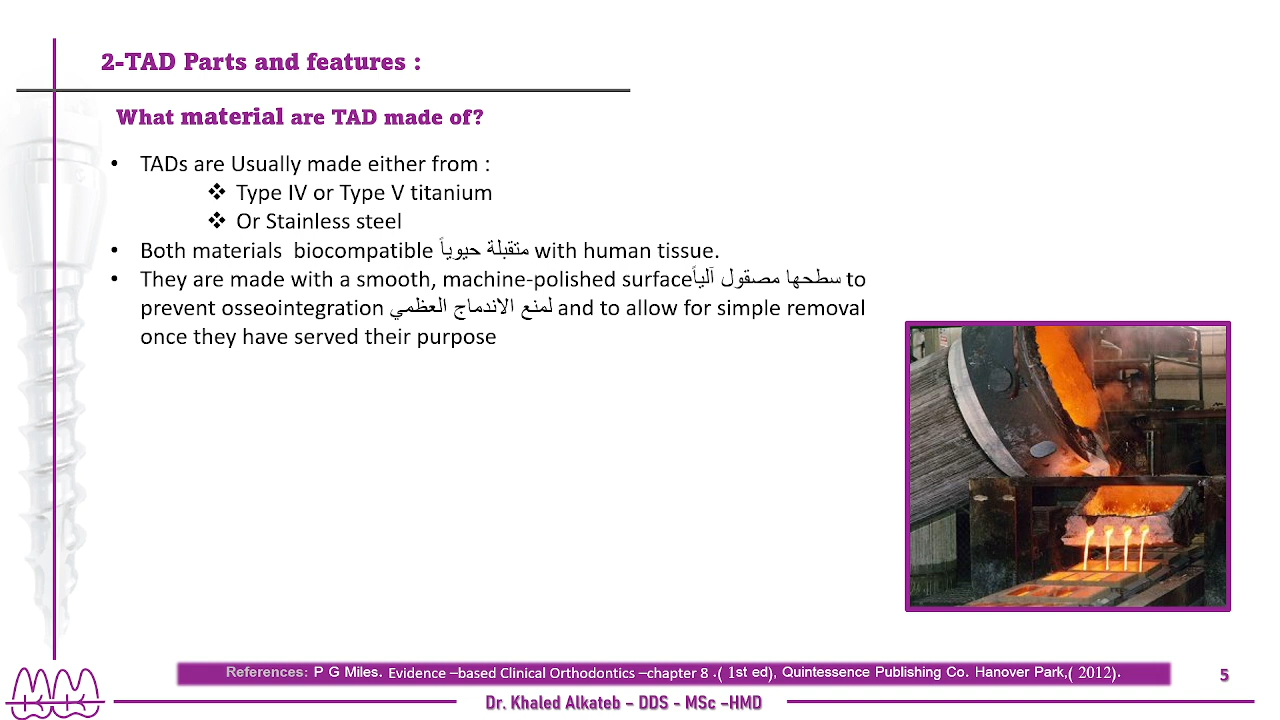 2-TAD Parts and features :
What material are TAD made of?
• TADs are Usually made either from :
❖ Type IV or Type V titanium
❖ Or Stainless steel
• Both materials  biocompatible متقبلة حيوياً with human tissue.
• They are made with a smooth, machine-polished surfaceسطحها مصقول آلياً to
prevent osseointegration لمنع الاندماج العظمي and to allow for simple removal
once they have served their purpose
References: P G Miles. Evidence –based Clinical Orthodontics –chapter 8 .( 1st ed), Quintessence Publishing Co. Hanover Park,( 2012).
5
Dr. Khaled Alkateb – DDS - MSc –HMD